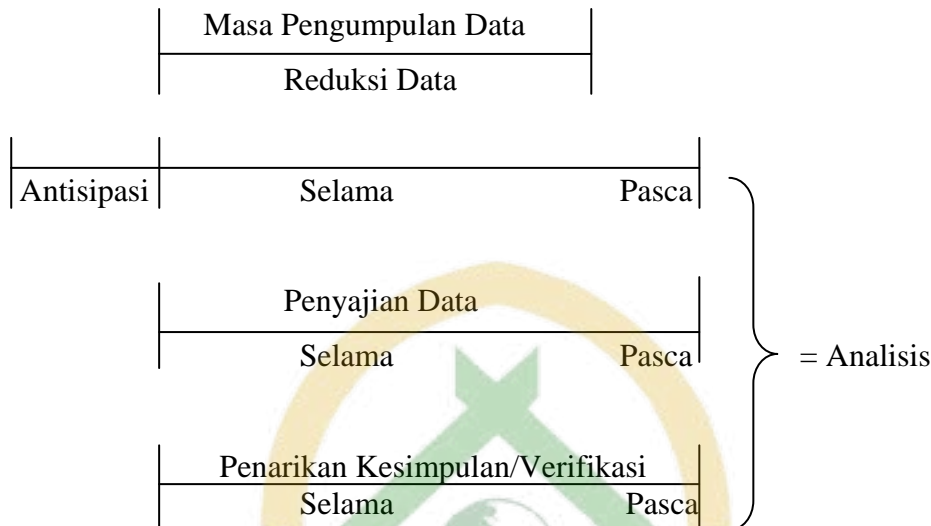 Masa Pengumpulan Data
Reduksi Data
Antisipasi Selama Pasca
Penyajian Data
Selama Pasca
= Analisis
Penarikan Kesimpulan/Verifikasi
Selama Pasca